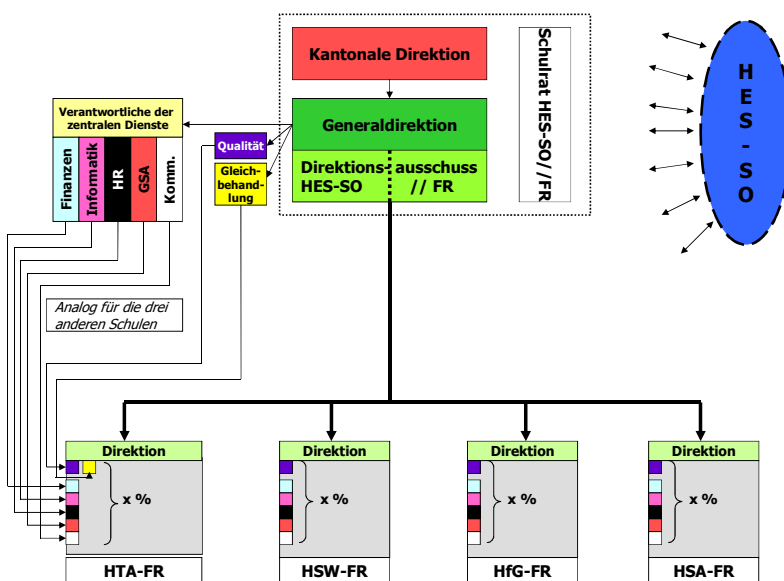 Kantonale Direktion
Generaldirektion
Direktions- ausschuss
HES-SO // FR
Schulrat HES-SO//FR
HES-SO
Verantwortliche der
zentralen Dienste
Finanzen
Informatik
HR
GSA
Komm.
Qualität
Gleich-
behand-
lung
Analog für die drei
anderen Schulen
Direktion
x %
HTA-FR
Direktion
x %
HSW-FR
Direktion
x %
HfG-FR
Direktion
x %
HSA-FR